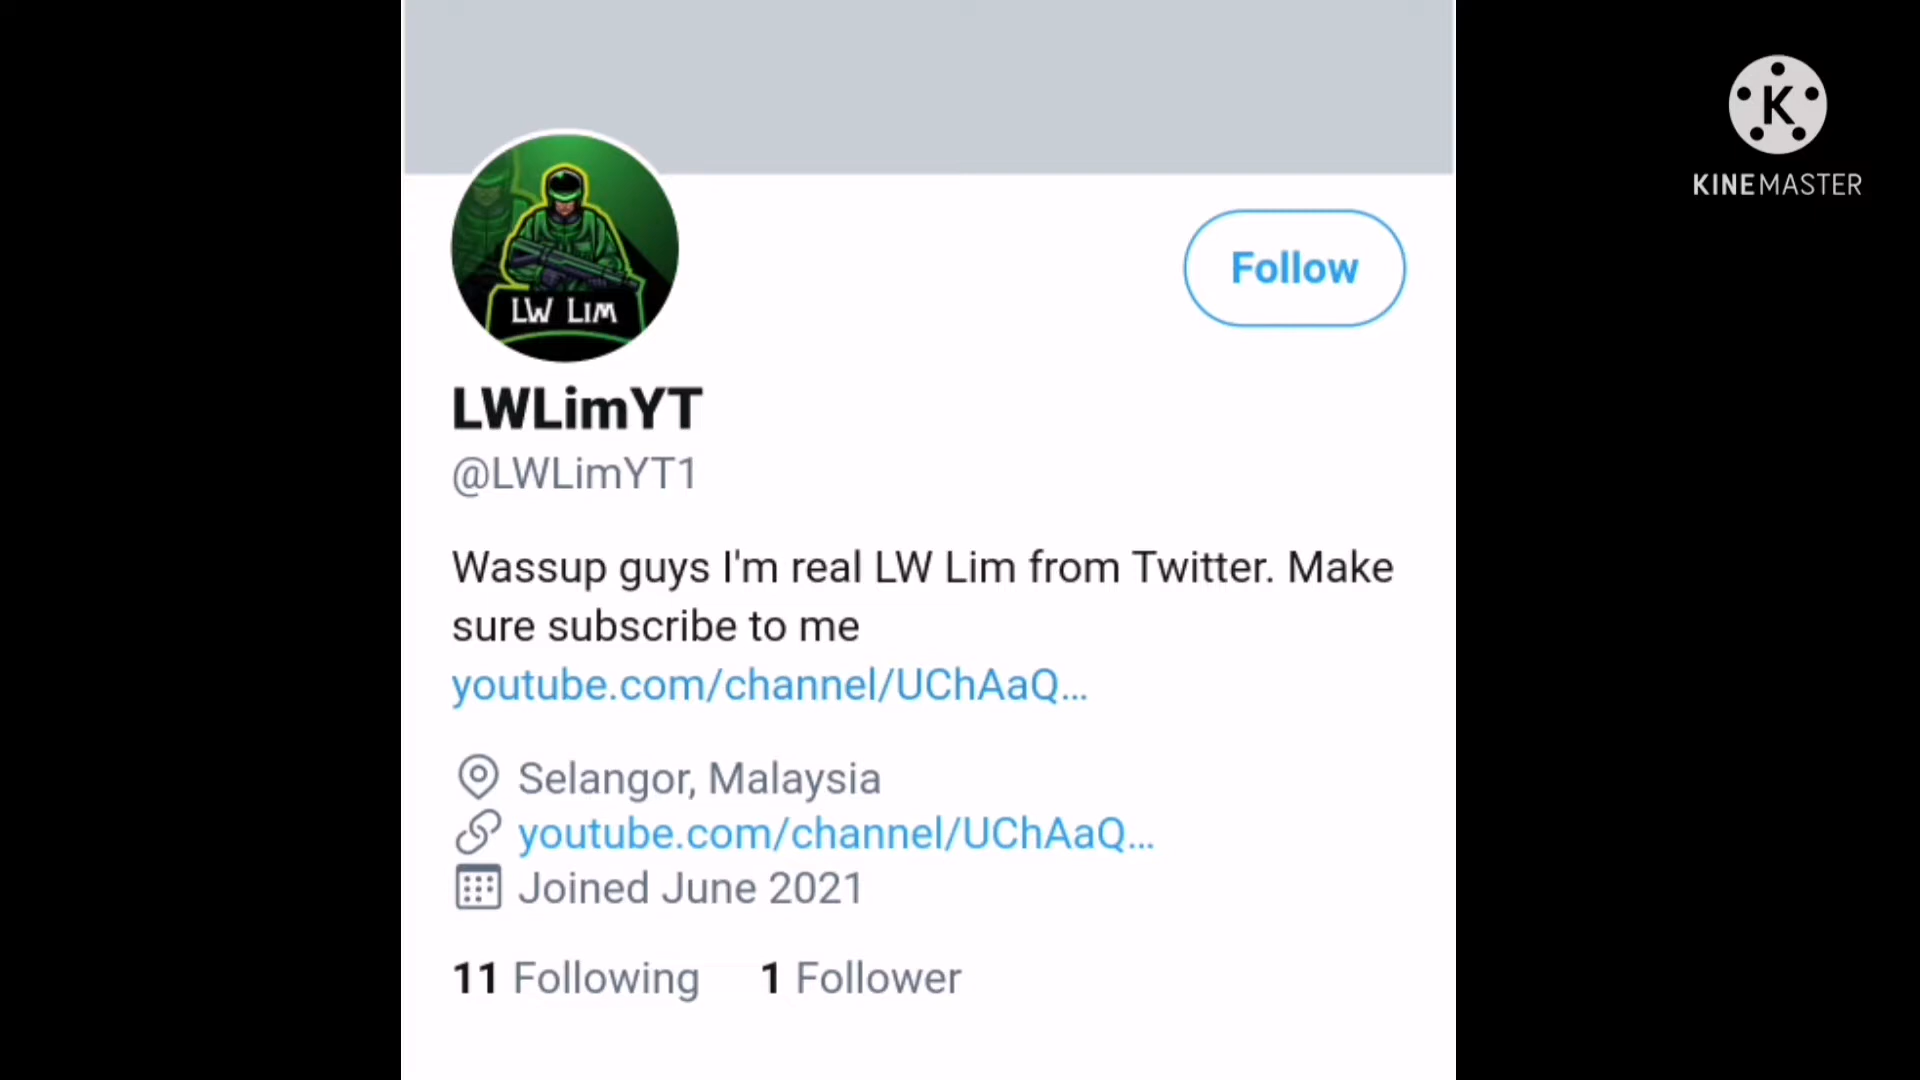 K
KINEMASTER
LW LIM
Follow
LWLimYT
@LWLimYT1
Wassup guys I'm real LW Lim from Twitter. Make
sure subscribe to me
youtube.com/channel/UChAaQ...
Selangor, Malaysia
youtube.com/channel/UChAaQ...
Joined June 2021
11 Following 1 Follower